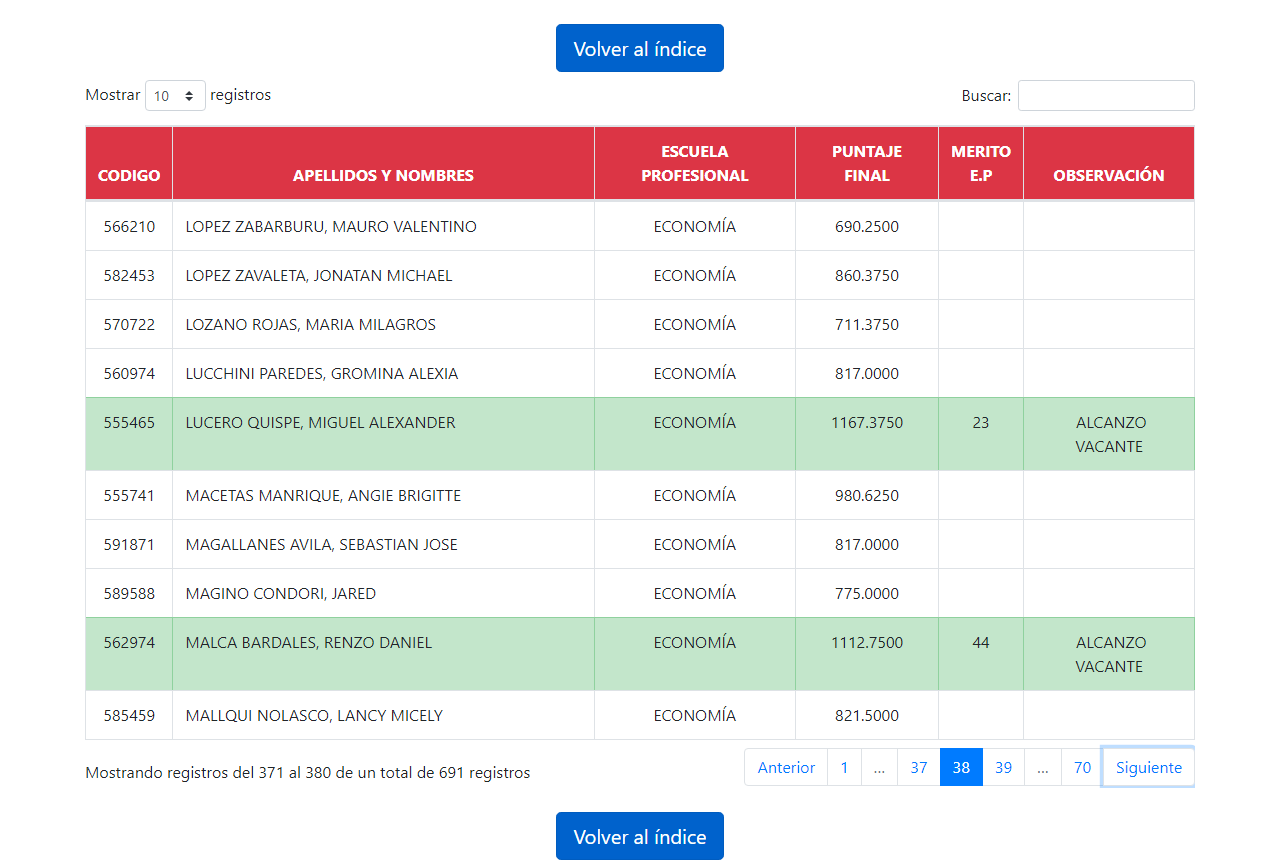 Volver al índice
Mostrar 10 registros Buscar:
CODIGO APELLIDOS Y NOMBRES ESCUELA PROFESIONAL PUNTAJE FINAL MERITO E.P OBSERVACIÓN
566210 LOPEZ ZABARBURU, MAURO VALENTINO ECONOMÍA 690.2500
582453 LOPEZ ZAVALETA, JONATAN MICHAEL ECONOMÍA 860.3750
570722 LOZANO ROJAS, MARIA MILAGROS ECONOMÍA 711.3750
560974 LUCCHINI PAREDES, GROMINA ALEXIA ECONOMÍA 817.0000
555465 LUCERO QUISPE, MIGUEL ALEXANDER ECONOMÍA 1167.3750 23 ALCANZO VACANTE
555741 MACETAS MANRIQUE, ANGIE BRIGITTE ECONOMÍA 980.6250
591871 MAGALLANES AVILA, SEBASTIAN JOSE ECONOMÍA 817.0000
589588 MAGINO CONDORI, JARED ECONOMÍA 775.0000
562974 MALCA BARDALES, RENZO DANIEL ECONOMÍA 1112.7500 44 ALCANZO VACANTE
585459 MALLQUI NOLASCO, LANCY MICELY ECONOMÍA 821.5000
Mostrando registros del 371 al 380 de un total de 691 registros Anterior 1 ... 37 38 39 ... 70 Siguiente
Volver al índice